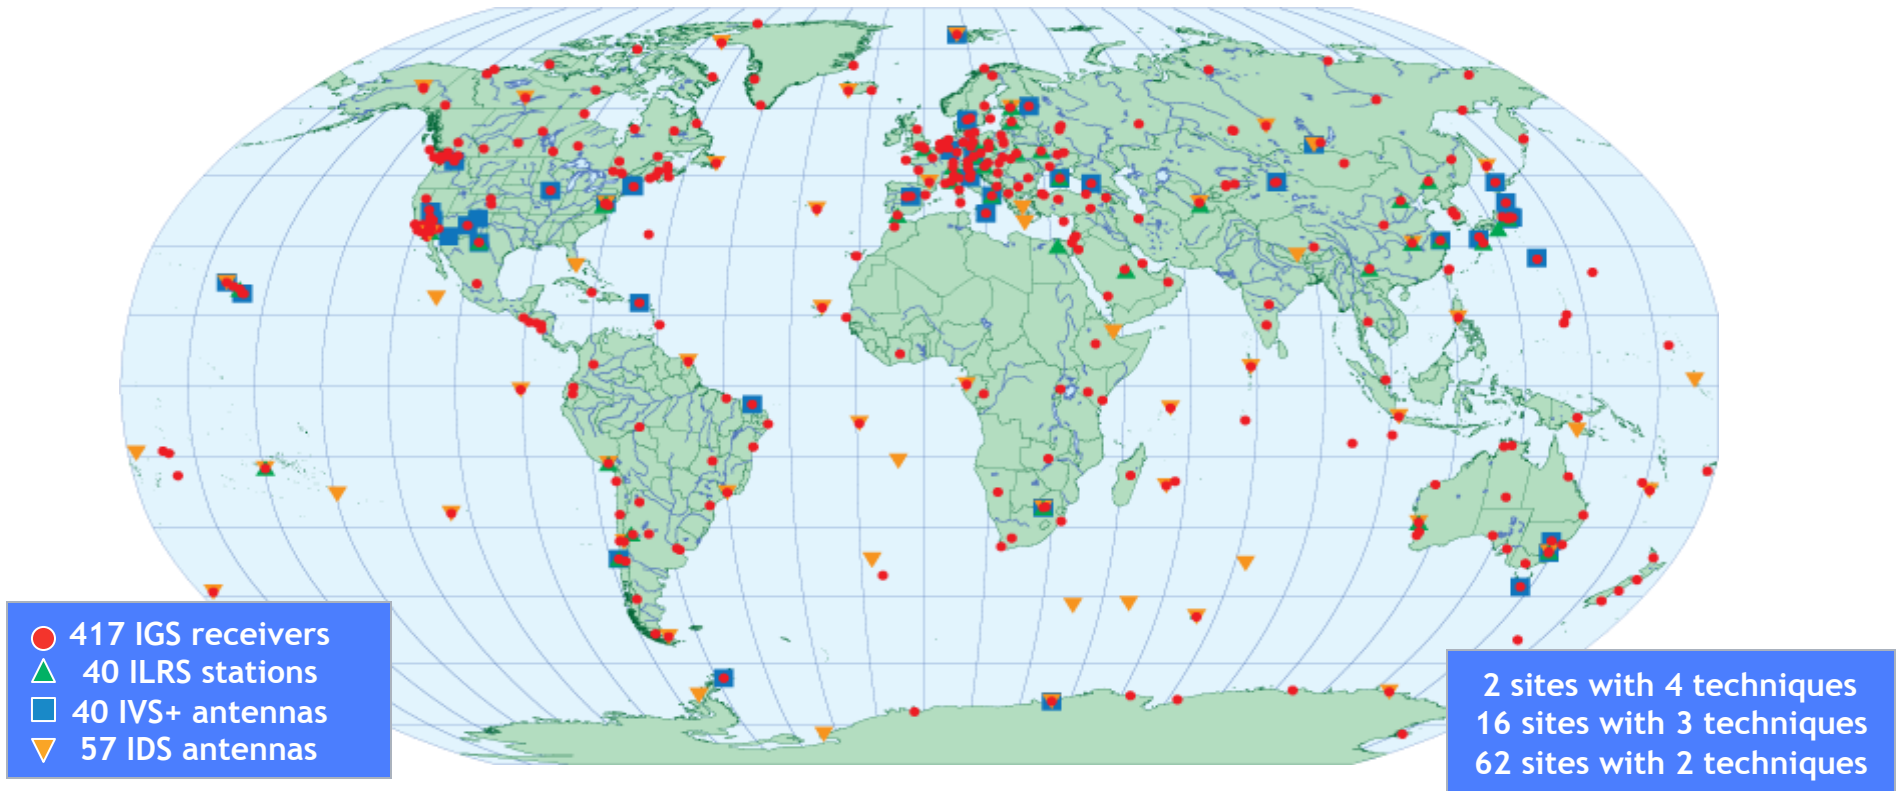 417 IGS receivers
40 ILRS stations
40 IVS+ antennas
57 IDS antennas
2 sites with 4 techniques
16 sites with 3 techniques
62 sites with 2 techniques